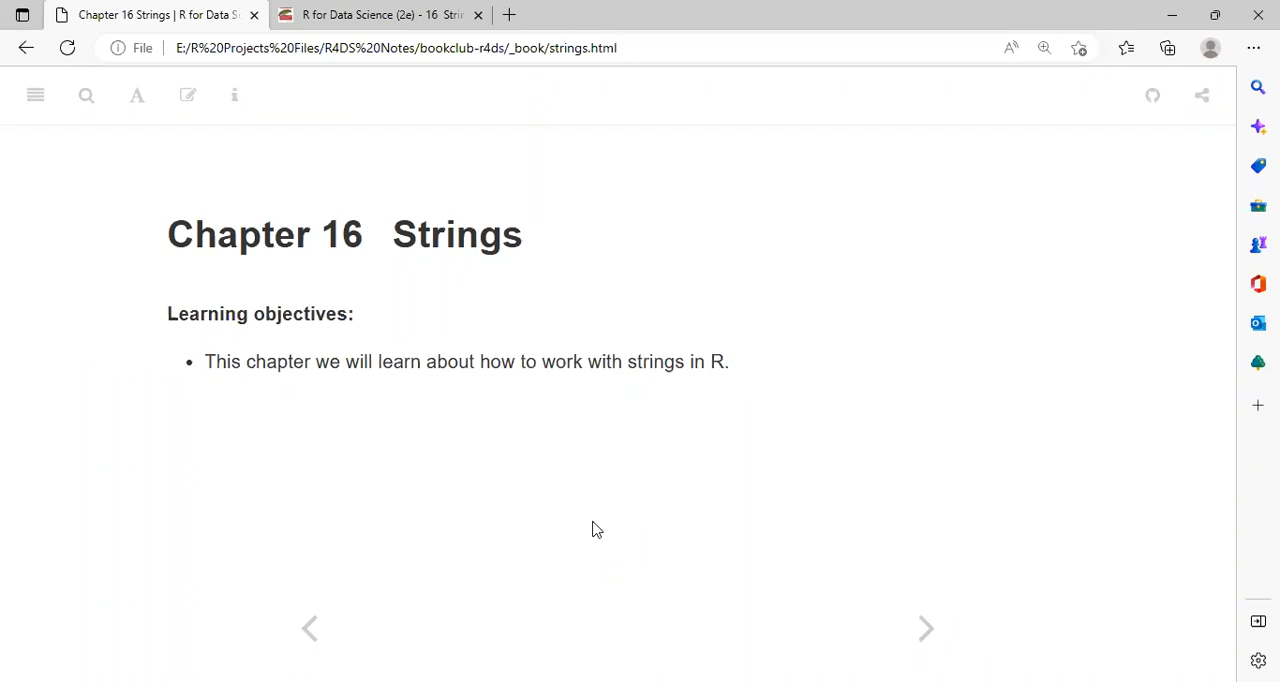 Chapter 16 Strings | R for Data S
R for Data Science (2e) - 16 Stri
File
E:/R%20Projects%20Files/R4DS%20Notes/bookclub-r4ds/_book/strings.html
Chapter 16 Strings
Learning objectives:
• This chapter we will learn about how to work with strings in R.